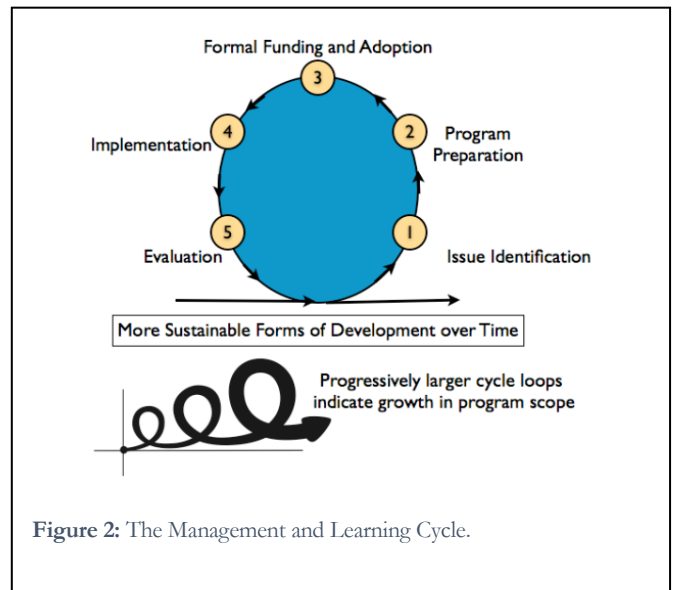 Formal Funding and Adoption
3
4
2
Implementation
Program
Preparation
5
1
Evaluation
Issue Identification
More Sustainable Forms of Development over Time
Progressively larger cycle loops
indicate growth in program scope
Figure 2: The Management and Learning Cycle.